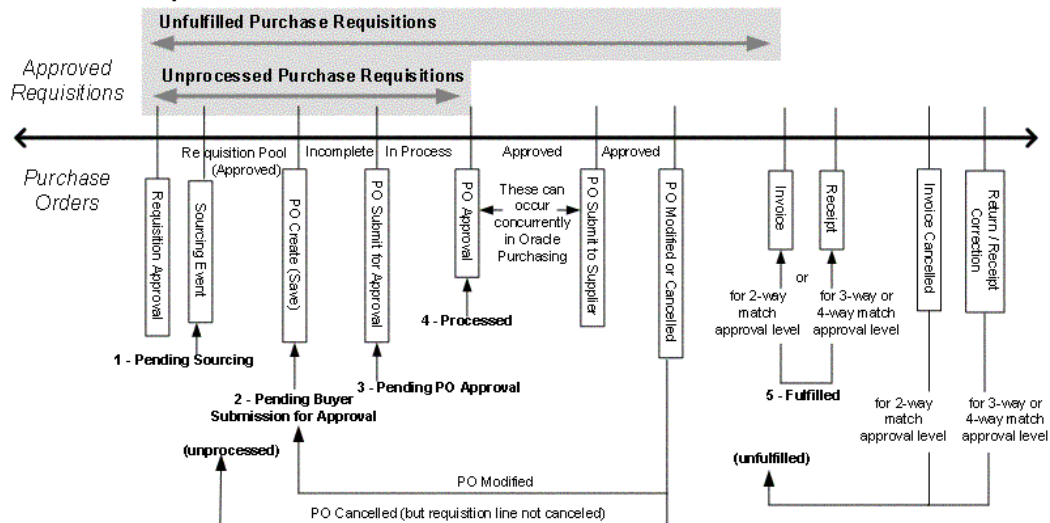 Unfulfilled Purchase Requisitions
Unprocessed Purchase Requisitions
Approved
Requisitions
Requisition Pool
(Approved)
Incomplete
In Process
Approved
Approved
Purchase
Orders
Requisition Approval
Sourcing Event
PO Create (Save)
PO Submit for Approval
PO Approval
These can
occur
concurrently
in Oracle
Purchasing
PO Submit to Supplier
PO Modified or Cancelled
Invoice
Receipt
Invoice Cancelled
Return / Receipt
Correction
or
for 2-way
match
approval level
for 3-way or
4-way match
approval level
1 - Pending Sourcing
2 - Pending Buyer
Submission for Approval
3 - Pending PO Approval
4 - Processed
5 - Fulfilled
for 2-way
match
approval level
for 3-way or
4-way match
approval level
(unprocessed)
(unfulfilled)
PO Modified
PO Cancelled (but requistion line not canceled)